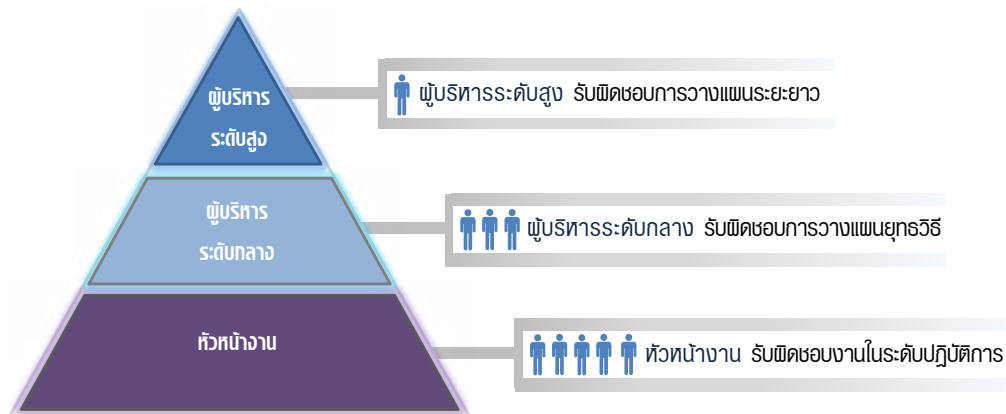 ผู้บริหาร
ระดับสูง
ผู้บริหารระดับสูง รับผิดชอบการวางแผนระยะยาว
ผู้บริหาร
ระดับกลาง
ผู้บริหารระดับกลาง รับผิดชอบการวางแผนยุทธวิธี
หัวหน้างาน
หัวหน้างาน รับผิดชอบงานในระดับปฏิบัติการ